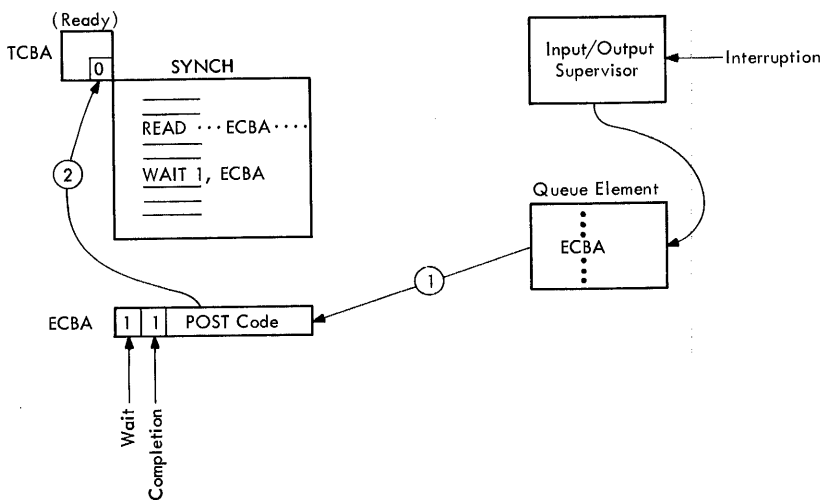 (Ready)
TCBA
0
SYNCH
READ ··· ECBA ·····
WAIT 1, ECBA
2
Input/Output
Supervisor
Interruption
Queue Element
ECBA
1
ECBA
1
1
POST Code
Wait
Completion